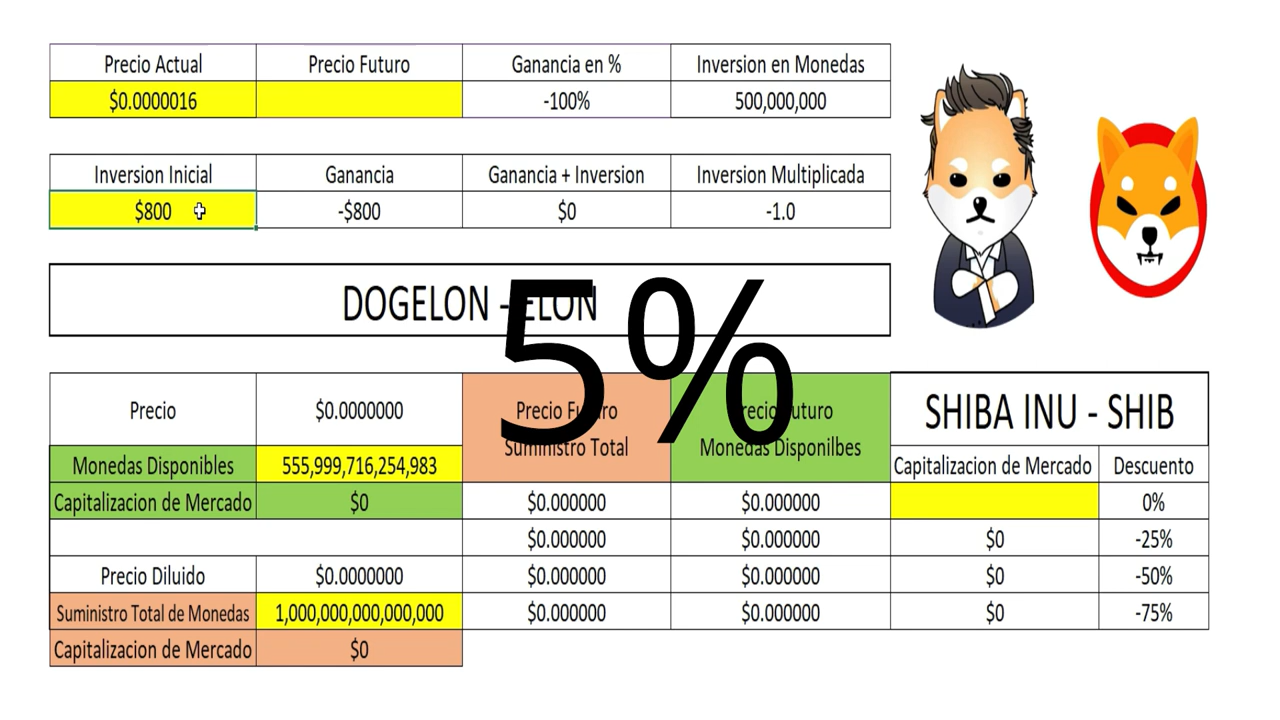 Precio Actual Precio Futuro Ganancia en % Inversion en Monedas
$0.0000016 -100% 500,000,000
Inversion Inicial Ganancia Ganancia + Inversion Inversion Multiplicada
$800 -$800 $0 -1.0
DOGELON - ELON
5%
Precio $0.0000000 Precio Futuro Precio Futuro SHIBA INU - SHIB
Suministro Total Monedas Disponilbes
Monedas Disponibles 555,999,716,254,983 Capitalizacion de Mercado Descuento
Capitalizacion de Mercado $0 $0.000000 $0.000000 0%
$0.000000 $0.000000 $0 -25%
Precio Diluido $0.0000000 $0.000000 $0.000000 $0 -50%
Suministro Total de Monedas 1,000,000,000,000,000 $0.000000 $0.000000 $0 -75%
Capitalizacion de Mercado $0